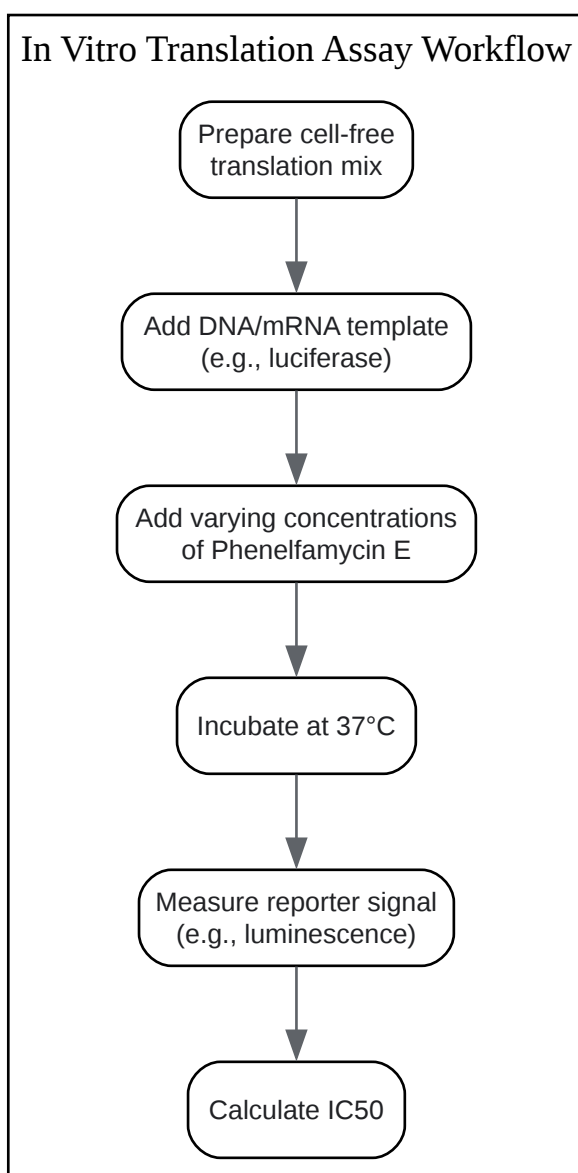 In Vitro Translation Assay Workflow
Prepare cell-free
translation mix
Add DNA/mRNA template
(e.g., luciferase)
Add varying concentrations
of Phenelfamycin E
Incubate at 37°C
Measure reporter signal
(e.g., luminescence)
Calculate IC50